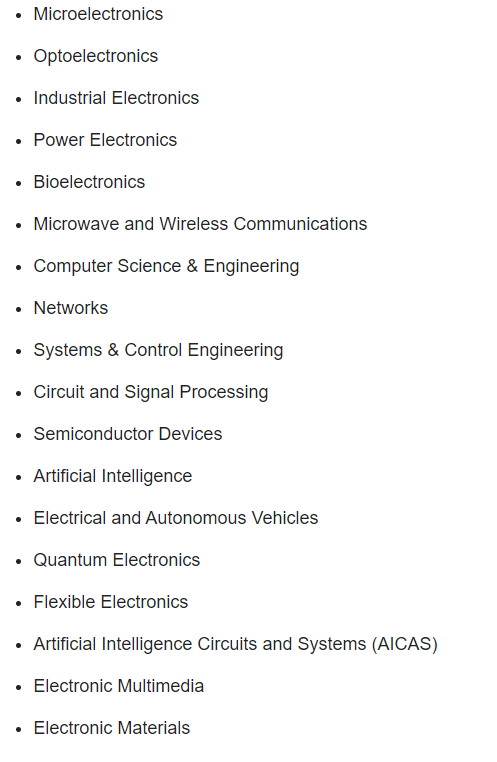 Microelectronics
Optoelectronics
Industrial Electronics
Power Electronics
Bioelectronics
Microwave and Wireless Communications
Computer Science & Engineering
Networks
Systems & Control Engineering
Circuit and Signal Processing
Semiconductor Devices
Artificial Intelligence
Electrical and Autonomous Vehicles
Quantum Electronics
Flexible Electronics
Artificial Intelligence Circuits and Systems (AICAS)
Electronic Multimedia
Electronic Materials